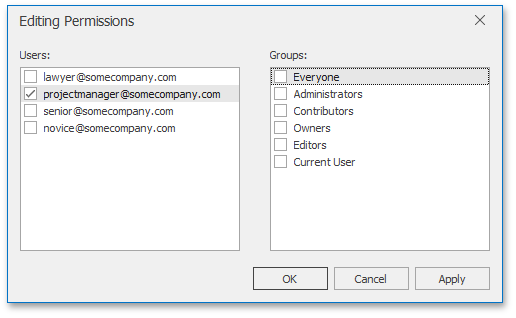 Editing Permissions
Users:
lawyer@somecompany.com
projectmanager@somecompany.com
senior@somecompany.com
novice@somecompany.com
Groups:
Everyone
Administrators
Contributors
Owners
Editors
Current User
OK
Cancel
Apply